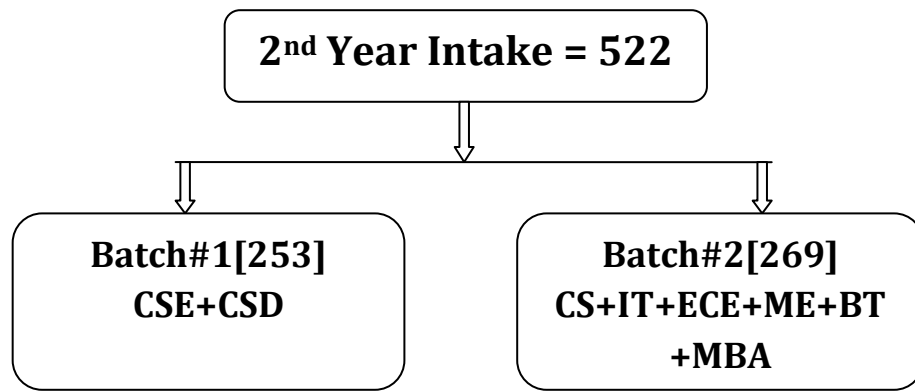 2nd Year Intake = 522
Batch#1[253]
CSE+CSD
Batch#2[269]
CS+IT+ECE+ME+BT
+MBA